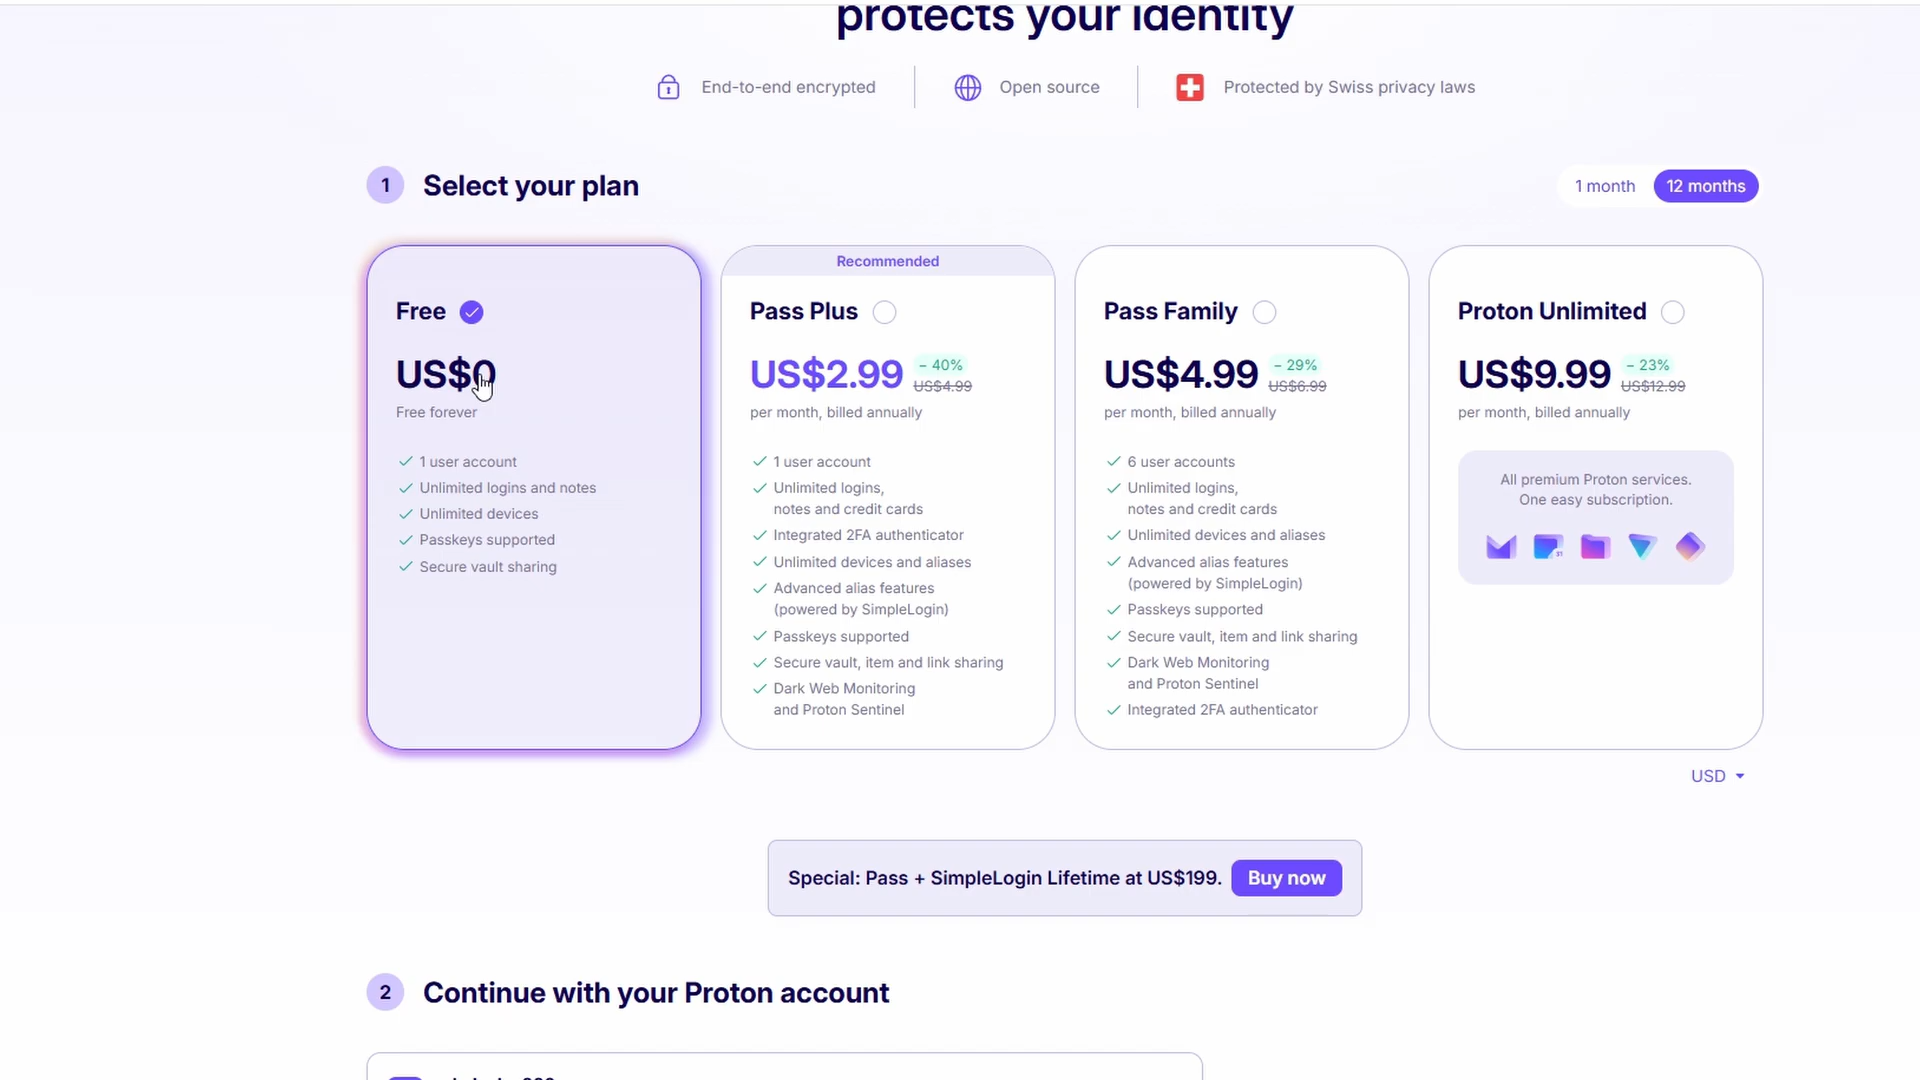 protects your identity
End-to-end encrypted
Open source
Protected by Swiss privacy laws
1
Select your plan
1 month
12 months
Free
US$0
Free forever
1 user account
Unlimited logins and notes
Unlimited devices
Passkeys supported
Secure vault sharing
Recommended
Pass Plus
US$2.99
- 40%
US$4.99
per month, billed annually
1 user account
Unlimited logins,
notes and credit cards
Integrated 2FA authenticator
Unlimited devices and aliases
Advanced alias features
(powered by SimpleLogin)
Passkeys supported
Secure vault, item and link sharing
Dark Web Monitoring
and Proton Sentinel
Pass Family
US$4.99
- 29%
US$6.99
per month, billed annually
6 user accounts
Unlimited logins,
notes and credit cards
Unlimited devices and aliases
Advanced alias features
(powered by SimpleLogin)
Passkeys supported
Secure vault, item and link sharing
Dark Web Monitoring
and Proton Sentinel
Integrated 2FA authenticator
Proton Unlimited
US$9.99
- 23%
US$12.99
per month, billed annually
All premium Proton services.
One easy subscription.
31
USD
Special: Pass + SimpleLogin Lifetime at US$199.
Buy now
2
Continue with your Proton account